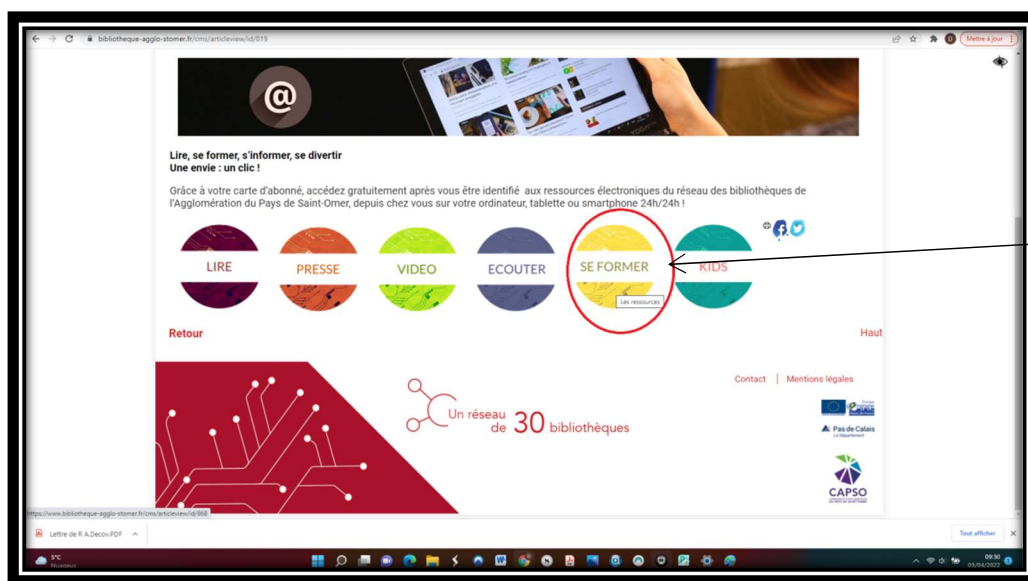 bibliotheque-agglo-stomer.fr/cms/articleview/id/819
Mettre à jour
@
Lire, se former, s'informer, se divertir
Une envie : un clic !
Grâce à votre carte d'abonné, accédez gratuitement après vous être identifié aux ressources électroniques du réseau des bibliothèques de
l'Agglomération du Pays de Saint-Omer, depuis chez vous sur votre ordinateur, tablette ou smartphone 24h/24h !
LIRE
PRESSE
VIDEO
ECOUTER
SE FORMER
KIDS
Les ressources
Retour
Haut
Contact | Mentions légales
Un réseau
de 30 bibliothèques
Pas de Calais
Le Département
CAPSO
https://www.bibliotheque-agglo-stomer.fr/cms/articleview/id/868
Lettre de R A.Decov.PDF
Tout afficher
5°C
Nuageux
09:30
05/04/2022